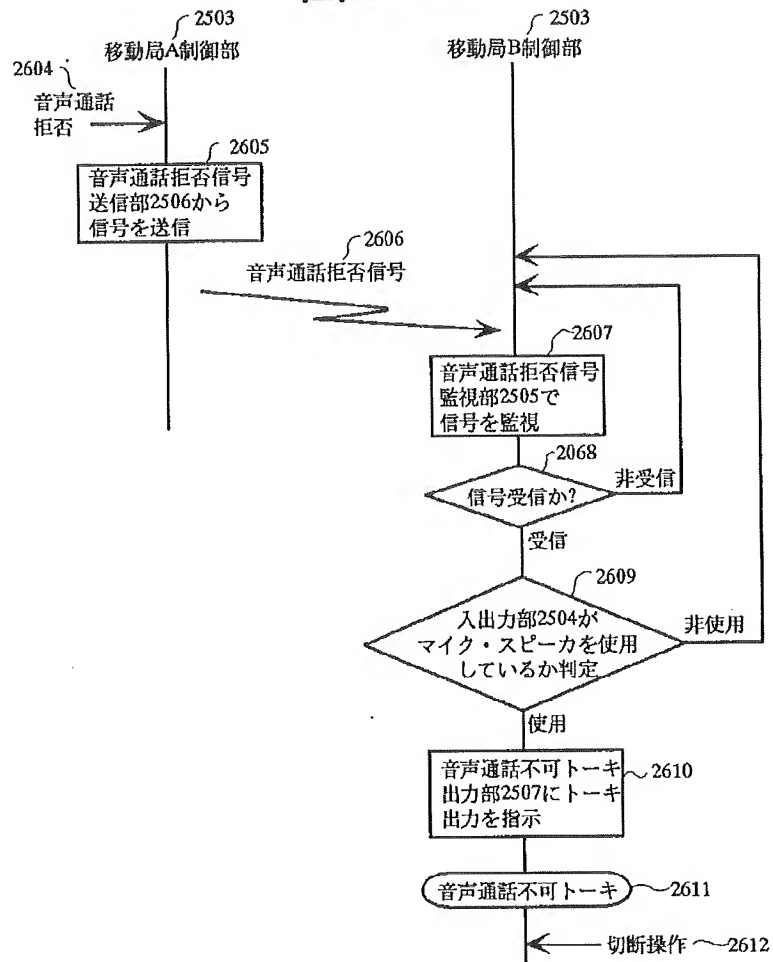 2503
移動局A制御部
2503
移動局B制御部
2604
音声通話
拒否
2605
音声通話拒否信号
送信部2506から
信号を送信
2606
音声通話拒否信号
2607
音声通話拒否信号
監視部2505で
信号を監視
2068
信号受信か?
非受信
受信
2609
入出力部2504が
マイク・スピーカを使用
しているか判定
非使用
使用
音声通話不可トーキ
出力部2507にトーキ
出力を指示
2610
音声通話不可トーキ
2611
切断操作
2612